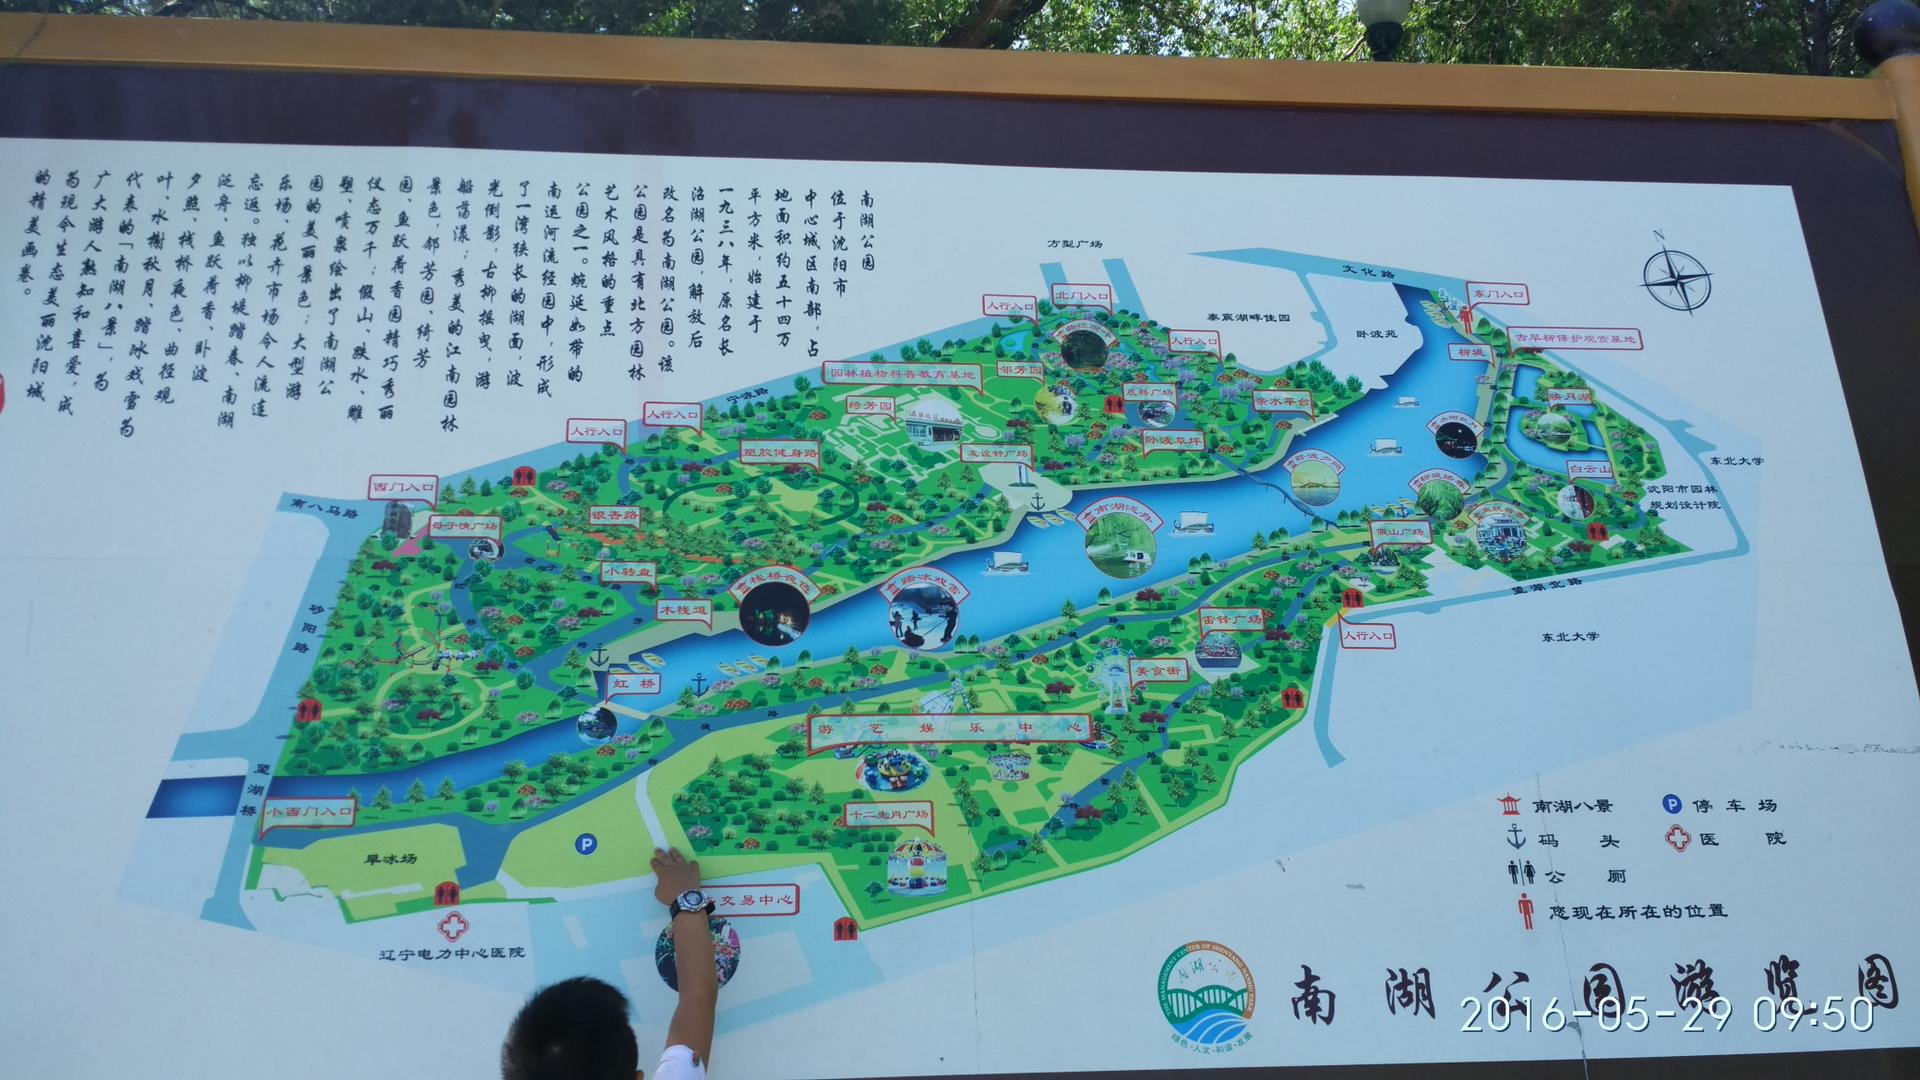 南湖公园
位于沈阳市
中心城区南部，占
地面积约五十四万
平方米，始建于
一九三八年，原名长
沼湖公园，解放后
改名为南湖公园。该
公园是具有北方园林
艺术风格的重点
公园之一。蜿延如带的
南运河流经园中，形成
了一湾狭长的湖面，波
光倒影，古柳摇曳，游
船荡漾；秀美的江南园林
景色，邻芳园、绮芳
园、鱼跃荷香园精巧秀丽
仪态万千；假山、跌水、雕
塑、喷泉绘出了南湖公
园的美丽景色；大型游
乐场、花卉市场令人流连
忘返。独以柳堤踏春、南湖
泛舟、鱼跃荷香、卧波
夕照、栈桥夜色、曲径观
叶、水榭秋月、踏冰戏雪为
代表的「南湖八景」，为
广大游人熟知和喜爱，成
为现今生态美丽沈阳城
的精美画卷。
方型广场
文化路
N
人行入口
北门入口
东门入口
泰宸湖畔佳园
卧波苑
人行入口
古旱柳保护观赏基地
柳堤
园林植物科普教育基地
邻芳园
宁波路
绮芳园
亲水平台
映月湖
人行入口
人行入口
卧波草坪
友谊钟广场
塑胶健身路
东北大学
白云山
西门入口
沈阳市园林
规划设计院
南八马路
母子情广场
银杏路
南湖泛舟
假山广场
小转盘
栈桥夜色
踏冰戏雪
木栈道
望湖北路
砂阳路
雷锋广场
人行入口
东北大学
美食街
虹桥
游艺娱乐中心
望湖桥
小西门入口
十二生肖广场
旱冰场
P
交易中心
辽宁电力中心医院
南湖八景
P 停车场
码头
医院
公厕
您现在所在的位置
THE MANAGEMENT CENTER OF SHENYANG NANHU PARK
南湖公园
绿色·人文·和谐·发展
南湖公园游览图
2016-05-29 09:50